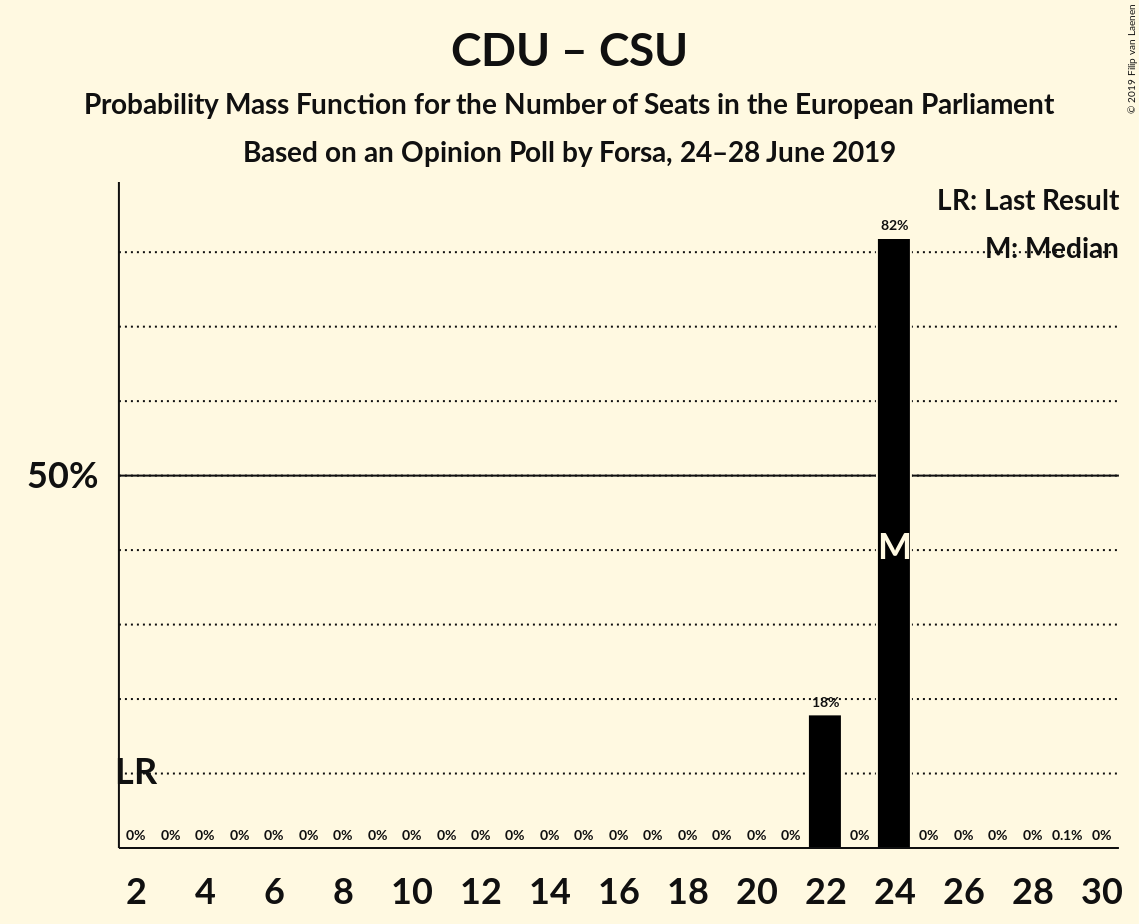 CDU – CSU
Probability Mass Function for the Number of Seats in the European Parliament
Based on an Opinion Poll by Forsa, 24–28 June 2019
© 2019 Filip van Laenen
LR: Last Result
M: Median
82%
50%
M
18%
LR
0% 0% 0% 0% 0% 0% 0% 0% 0% 0% 0% 0% 0% 0% 0% 0% 0% 0% 0% 0% 0% 0% 0% 0% 0% 0.1% 0%
2 4 6 8 10 12 14 16 18 20 22 24 26 28 30